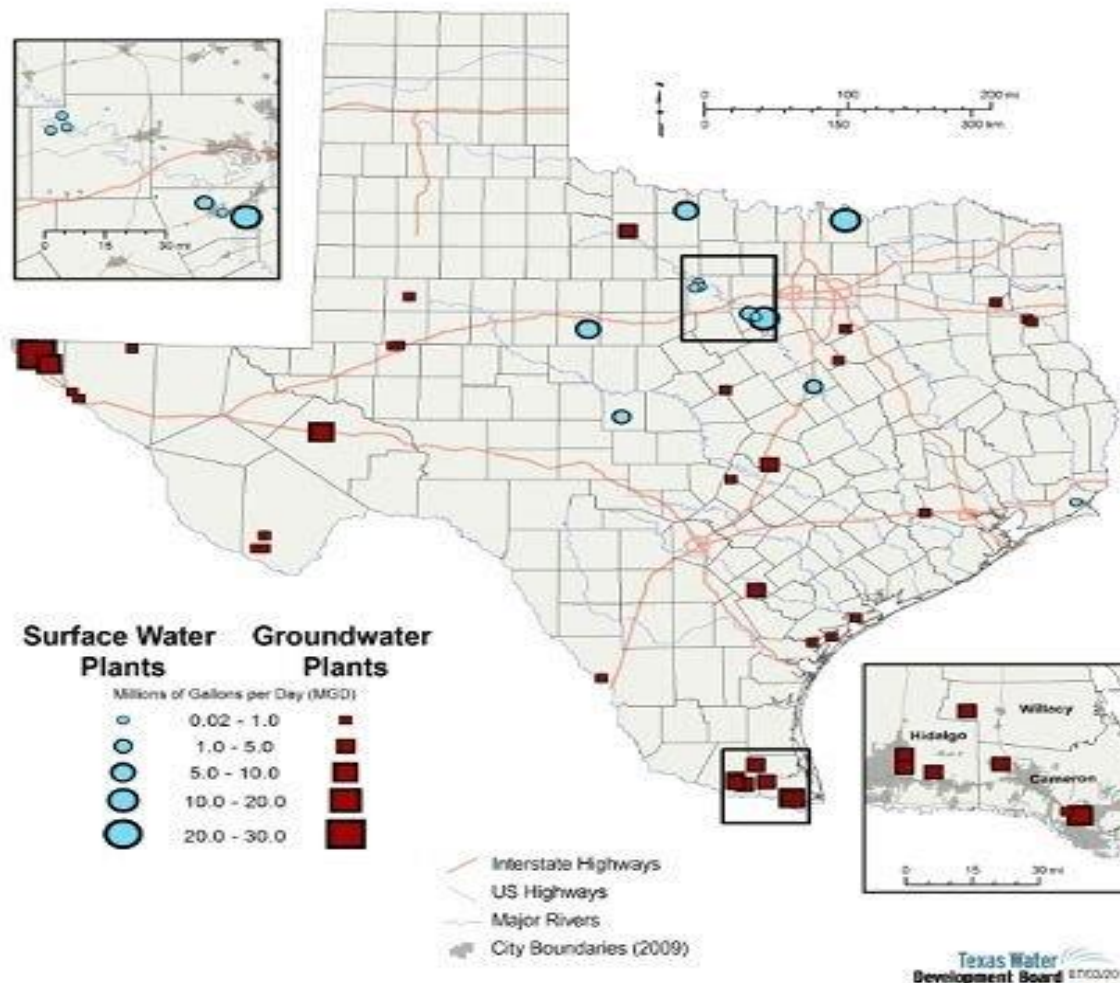 0 100 200 mi
0 150 300 km
0 15 30 mi
Surface Water Groundwater
Plants Plants
Millions of Gallons per Day (MGD)
0.02 - 1.0
1.0 - 5.0
5.0 - 10.0
10.0 - 20.0
20.0 - 30.0
Interstate Highways
US Highways
Major Rivers
City Boundaries (2009)
Willacy
Hidalgo
Cameron
0 15 30 mi
Texas Water
Development Board